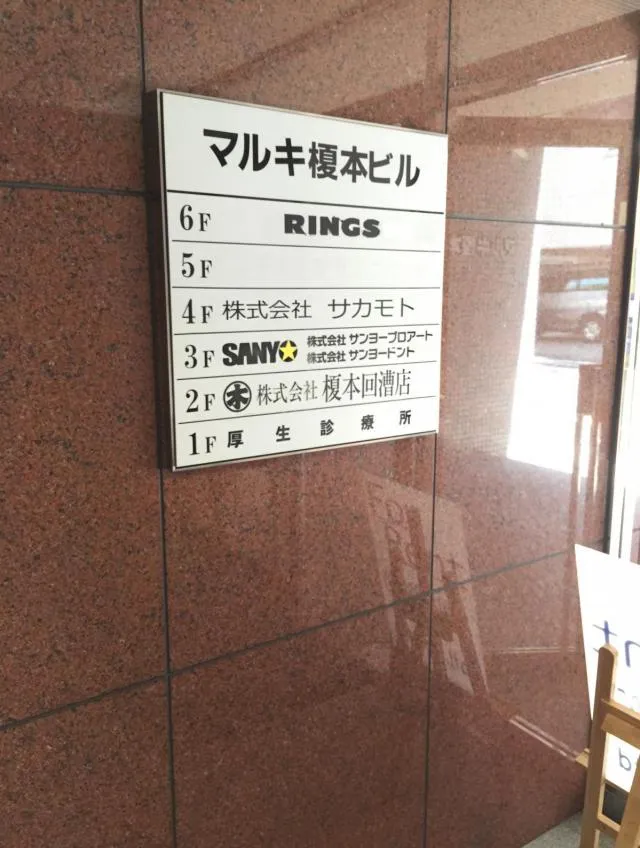 マルキ榎本ビル
6F RINGS
5F
4F 株式会社 サカモト
3F SANYO 株式会社 サンヨープロアート
株式会社 サンヨードント
2F 木 株式会社 榎本回漕店
1F 厚生診療所